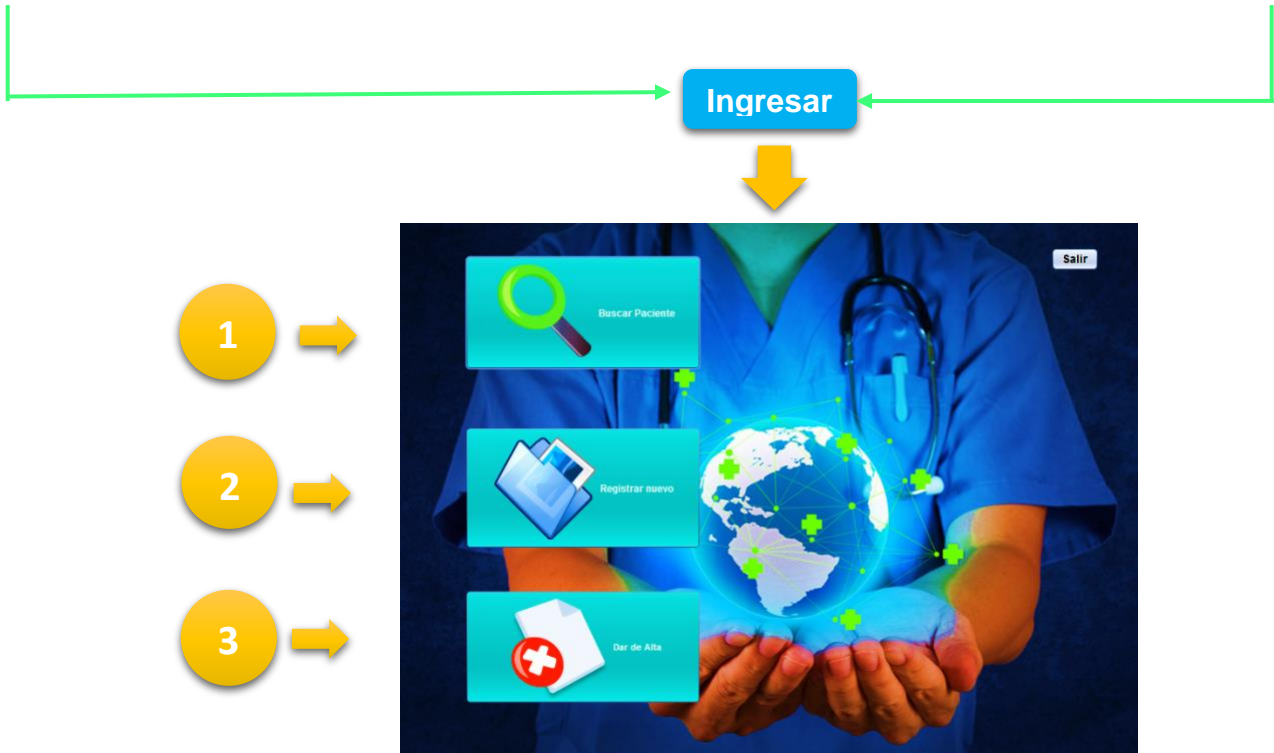 Ingresar
Salir
1
Buscar Paciente
2
Registrar nuevo
3
Dar de Alta